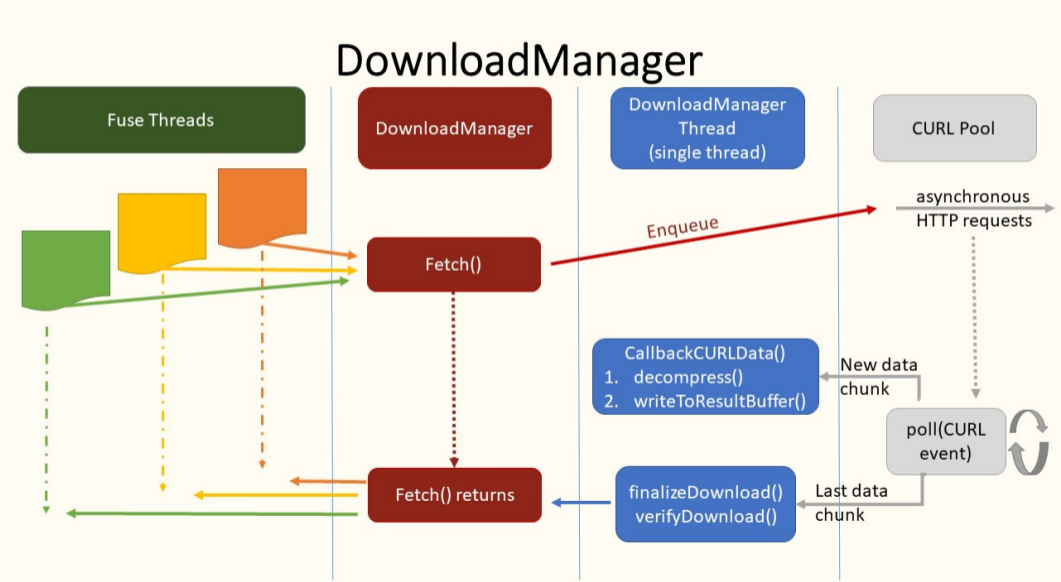 DownloadManager
Fuse Threads
DownloadManager
DownloadManager
Thread
(single thread)
CURL Pool
asynchronous
HTTP requests
Enqueue
Fetch()
CallbackCURLData()
1. decompress()
2. writeToResultBuffer()
New data
chunk
poll(CURL
event)
Fetch() returns
finalizeDownload()
verifyDownload()
Last data
chunk